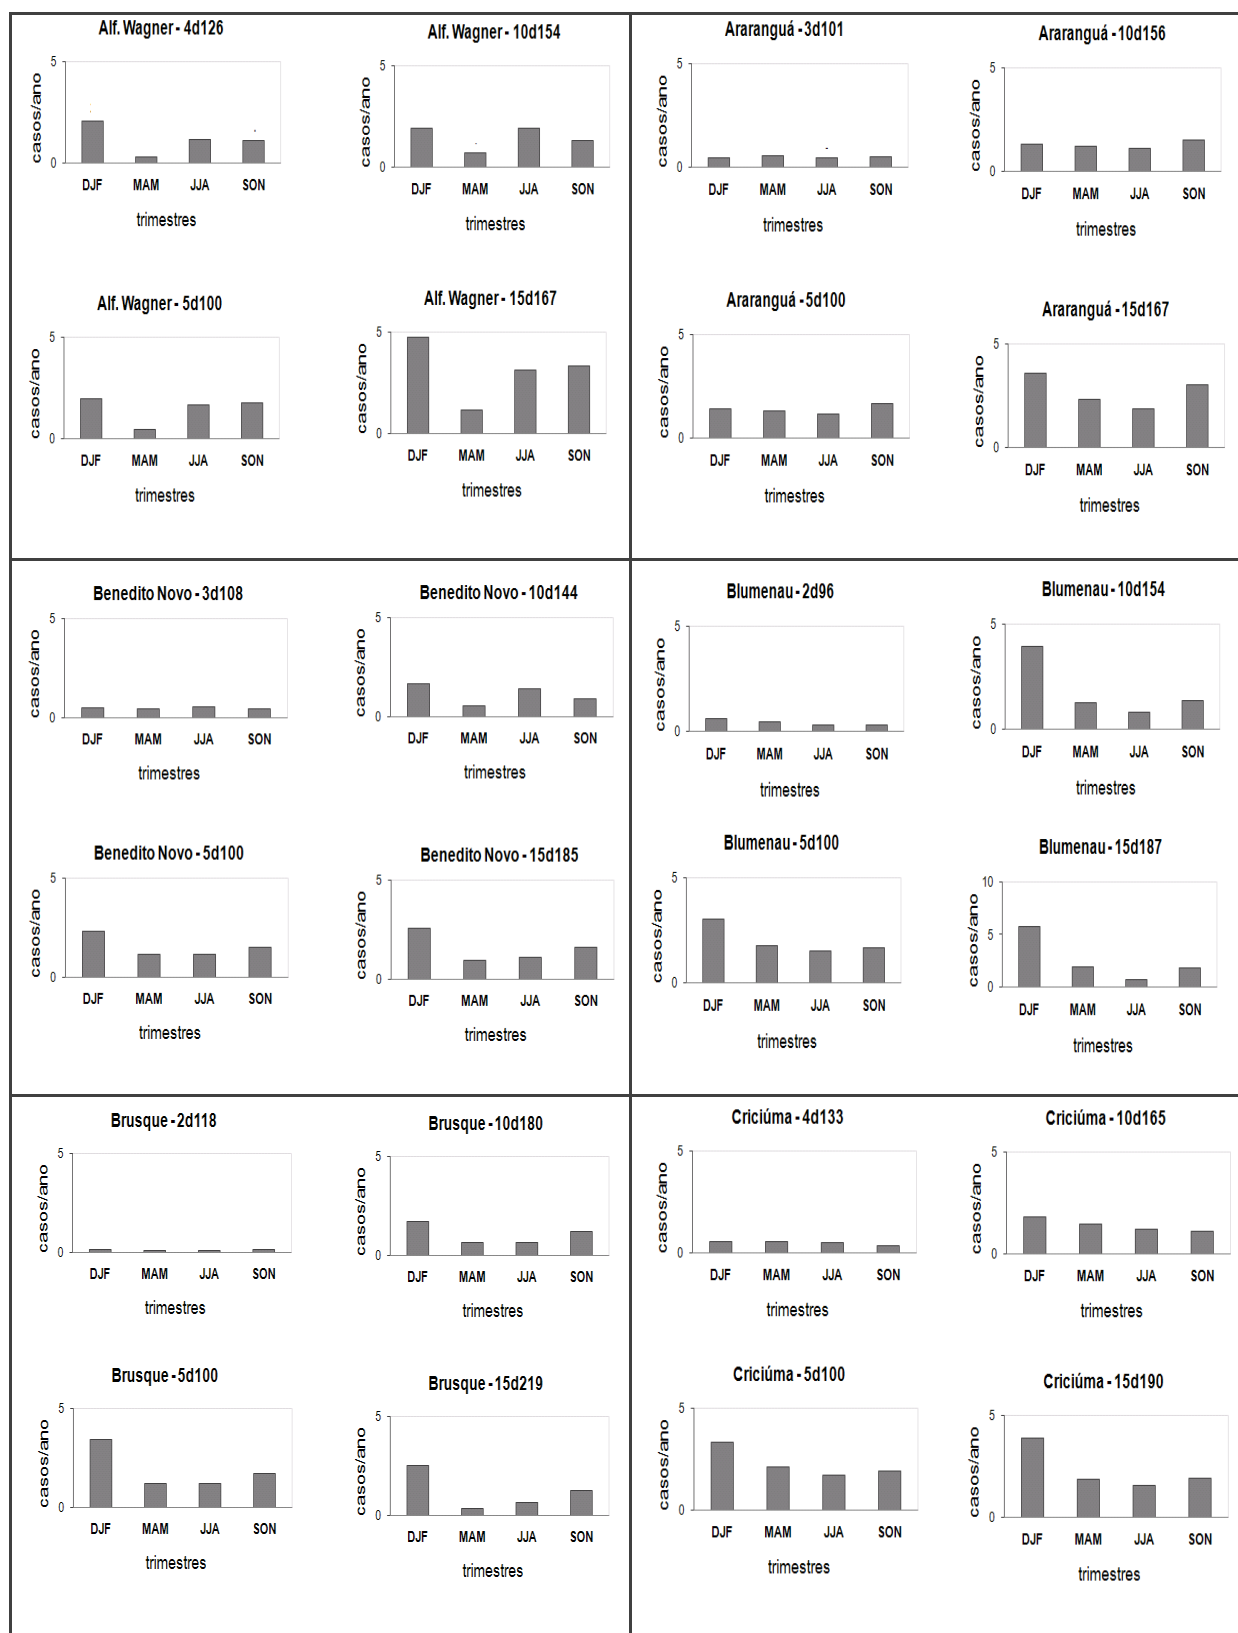 Alf. Wagner - 4d126
casos/ano
5
0
DJF MAM JJA SON
trimestres
Alf. Wagner - 10d154
casos/ano
5
0
DJF MAM JJA SON
trimestres
Alf. Wagner - 5d100
casos/ano
5
0
DJF MAM JJA SON
trimestres
Alf. Wagner - 15d167
casos/ano
5
0
DJF MAM JJA SON
trimestres
Araranguá - 3d101
casos/ano
5
0
DJF MAM JJA SON
trimestres
Araranguá - 10d156
casos/ano
5
0
DJF MAM JJA SON
trimestres
Araranguá - 5d100
casos/ano
5
0
DJF MAM JJA SON
trimestres
Araranguá - 15d167
casos/ano
5
0
DJF MAM JJA SON
trimestres
Benedito Novo - 3d108
casos/ano
5
0
DJF MAM JJA SON
trimestres
Benedito Novo - 10d144
casos/ano
5
0
DJF MAM JJA SON
trimestres
Benedito Novo - 5d100
casos/ano
5
0
DJF MAM JJA SON
trimestres
Benedito Novo - 15d185
casos/ano
5
0
DJF MAM JJA SON
trimestres
Blumenau - 2d96
casos/ano
5
0
DJF MAM JJA SON
trimestres
Blumenau - 10d154
casos/ano
5
0
DJF MAM JJA SON
trimestres
Blumenau - 5d100
casos/ano
5
0
DJF MAM JJA SON
trimestres
Blumenau - 15d187
casos/ano
10
5
0
DJF MAM JJA SON
trimestres
Brusque - 2d118
casos/ano
5
0
DJF MAM JJA SON
trimestres
Brusque - 10d180
casos/ano
5
0
DJF MAM JJA SON
trimestres
Brusque - 5d100
casos/ano
5
0
DJF MAM JJA SON
trimestres
Brusque - 15d219
casos/ano
5
0
DJF MAM JJA SON
trimestres
Criciúma - 4d133
casos/ano
5
0
DJF MAM JJA SON
trimestres
Criciúma - 10d165
casos/ano
5
0
DJF MAM JJA SON
trimestres
Criciúma - 5d100
casos/ano
5
0
DJF MAM JJA SON
trimestres
Criciúma - 15d190
casos/ano
5
0
DJF MAM JJA SON
trimestres